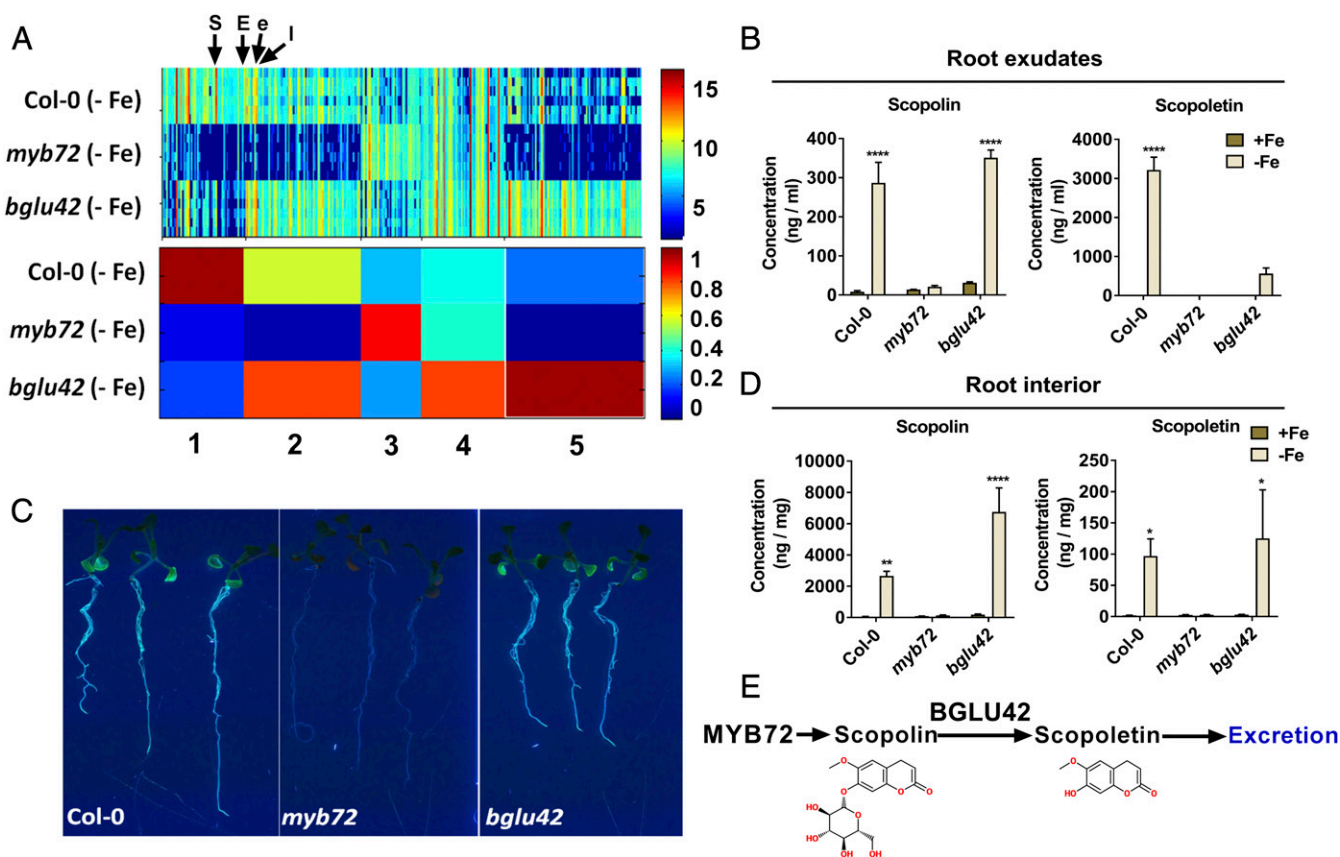 A
S E e l
Col-0 (- Fe)
myb72 (- Fe)
bglu42 (- Fe)
15
10
5
Col-0 (- Fe)
myb72 (- Fe)
bglu42 (- Fe)
1
0.8
0.6
0.4
0.2
0
1 2 3 4 5
B
Root exudates
Scopolin
Concentration
(ng / ml)
400
300
200
100
0
****
****
Col-0 myb72 bglu42
Scopoletin
+Fe
-Fe
Concentration
(ng / ml)
4000
3000
2000
1000
0
****
Col-0 myb72 bglu42
C
Col-0 myb72 bglu42
D
Root interior
Scopolin
Concentration
(ng / mg)
10000
8000
6000
4000
2000
0
**
****
Col-0 myb72 bglu42
Scopoletin
+Fe
-Fe
Concentration
(ng / mg)
250
200
150
100
50
0
*
*
Col-0 myb72 bglu42
E
BGLU42
MYB72 Scopolin Scopoletin Excretion
O O O
O
HO O
HO OH
OH
O
HO O O